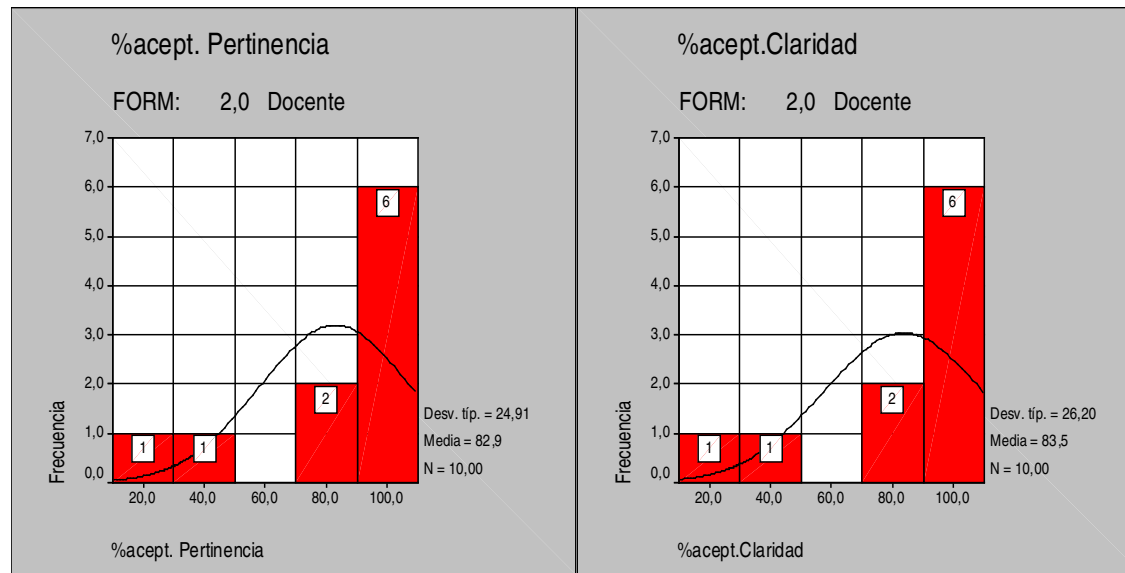 %acept. Pertinencia
FORM: 2,0 Docente
7,0
6,0
5,0
4,0
3,0
2,0
1,0
0,0
Frecuencia
6
2
1
1
Desv. típ. = 24,91
Media = 82,9
N = 10,00
20,0 40,0 60,0 80,0 100,0
%acept. Pertinencia
%acept.Claridad
FORM: 2,0 Docente
7,0
6,0
5,0
4,0
3,0
2,0
1,0
0,0
Frecuencia
6
2
1
1
Desv. típ. = 26,20
Media = 83,5
N = 10,00
20,0 40,0 60,0 80,0 100,0
%acept.Claridad